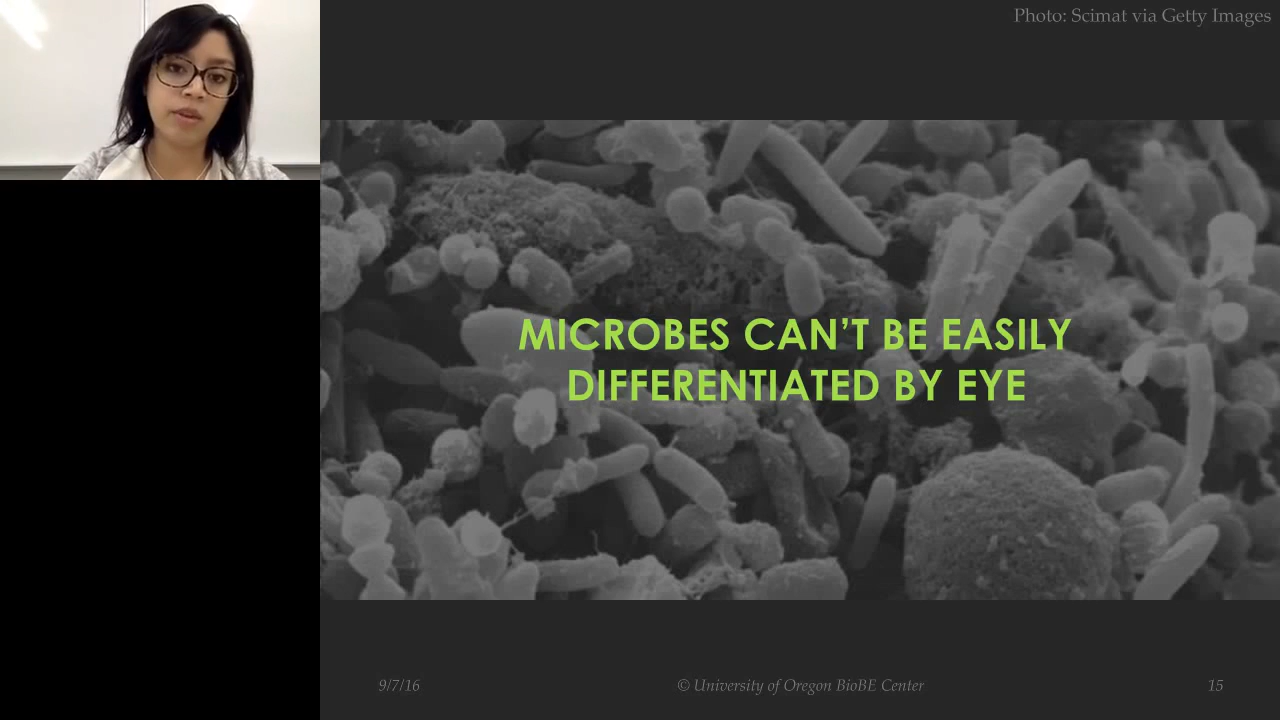 Photo: Scimat via Getty Images
MICROBES CAN’T BE EASILY
DIFFERENTIATED BY EYE
9/7/16
© University of Oregon BioBE Center
15